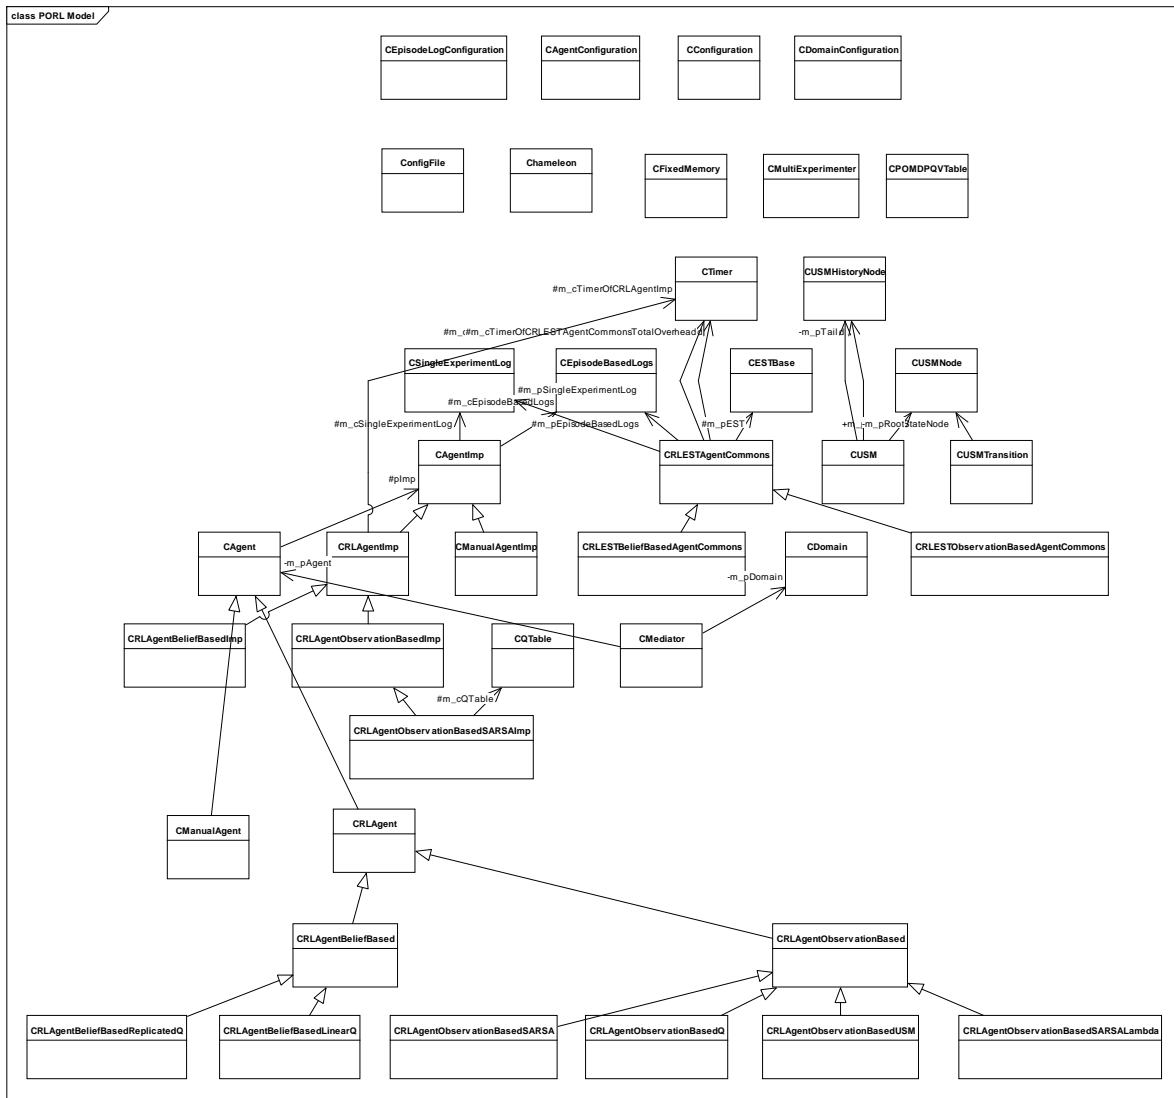 class PORL Model
CEpisodeLogConfiguration
CAgentConfiguration
CConfiguration
CDomainConfiguration
ConfigFile
Chameleon
CFixedMemory
CMultiExperimenter
CPOMDPQVTable
CTimer
CUSMHistoryNode
#m_cTimerOfCRLAgentImp
#m_cTimerOfCRLESTAgentCommonsTotalOverhead
-m_pTail
CSingleExperimentLog
CEpisodeBasedLogs
CESTBase
CUSMNode
#m_pSingleExperimentLog
#m_cEpisodeBasedLogs
#m_cSingleExperimentLog
#m_pEpisodeBasedLogs
#m_pEST
-m_pRootStateNode
CAgentImp
CRLESTAgentCommons
CUSM
CUSMTransition
#pImp
CAgent
CRLAgentImp
CManualAgentImp
CRLESTBeliefBasedAgentCommons
CDomain
CRLESTObservationBasedAgentCommons
-m_pAgent
-m_pDomain
CRLAgentBeliefBasedImp
CRLAgentObservationBasedImp
CQTable
CMediator
#m_cQTable
CRLAgentObservationBasedSARSAImp
CManualAgent
CRLAgent
CRLAgentBeliefBased
CRLAgentObservationBased
CRLAgentBeliefBasedReplicatedQ
CRLAgentBeliefBasedLinearQ
CRLAgentObservationBasedSARSA
CRLAgentObservationBasedQ
CRLAgentObservationBasedUSM
CRLAgentObservationBasedSARSALambda